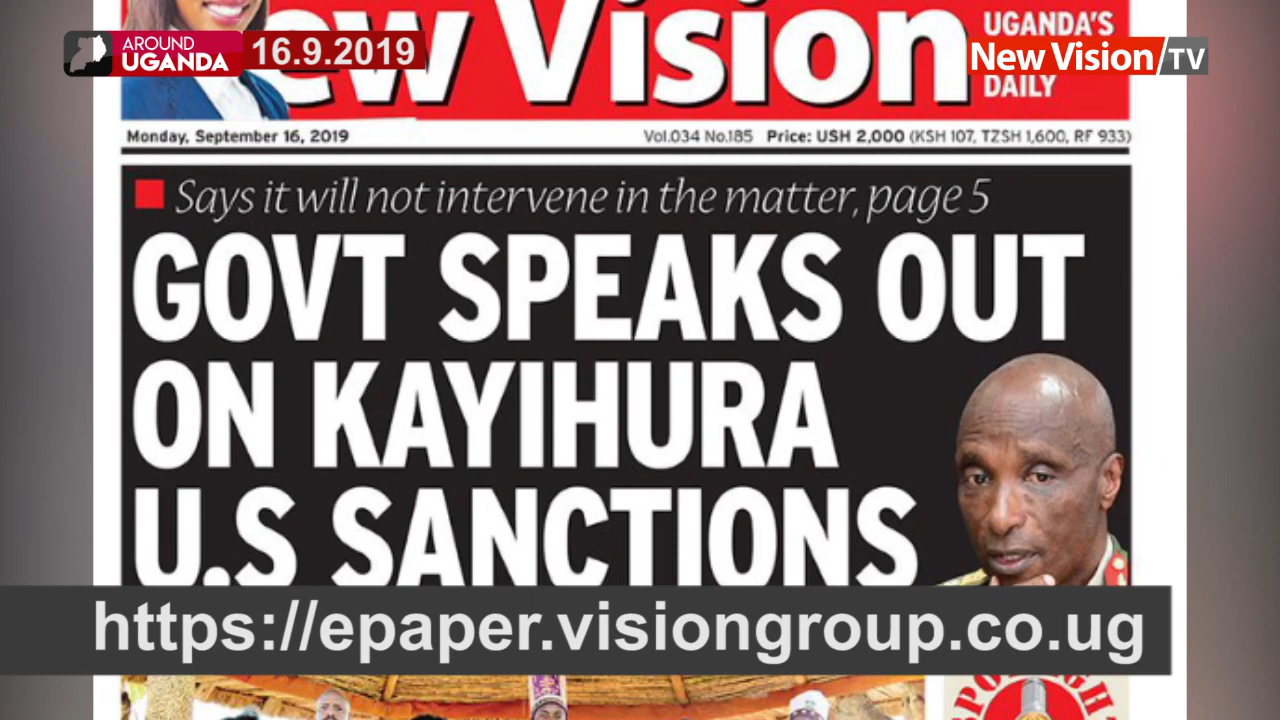 AROUND
UGANDA
16.9.2019
ew Vision
UGANDA'S
DAILY
New Vision/TV
Monday, September 16, 2019
Vol.034 No.185 Price: USH 2,000 (KSH 107, TZSH 1,600, RF 933)
Says it will not intervene in the matter, page 5
GOVT SPEAKS OUT
ON KAYIHURA
U.S SANCTIONS
https://epaper.visiongroup.co.ug